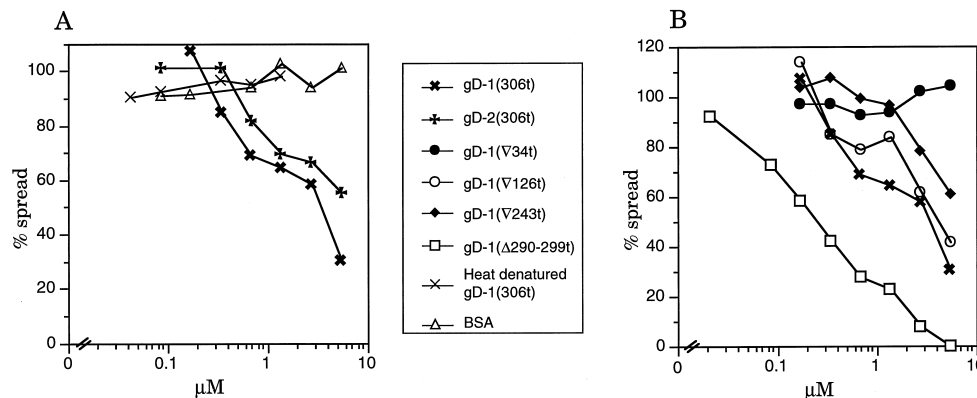 A
% spread
100
80
60
40
20
0
0
0.1
1
10
µM
gD-1(306t)
gD-2(306t)
gD-1(∇34t)
gD-1(∇126t)
gD-1(∇243t)
gD-1(Δ290-299t)
Heat denatured
gD-1(306t)
BSA
B
% spread
120
100
80
60
40
20
0
0
0.1
1
10
µM